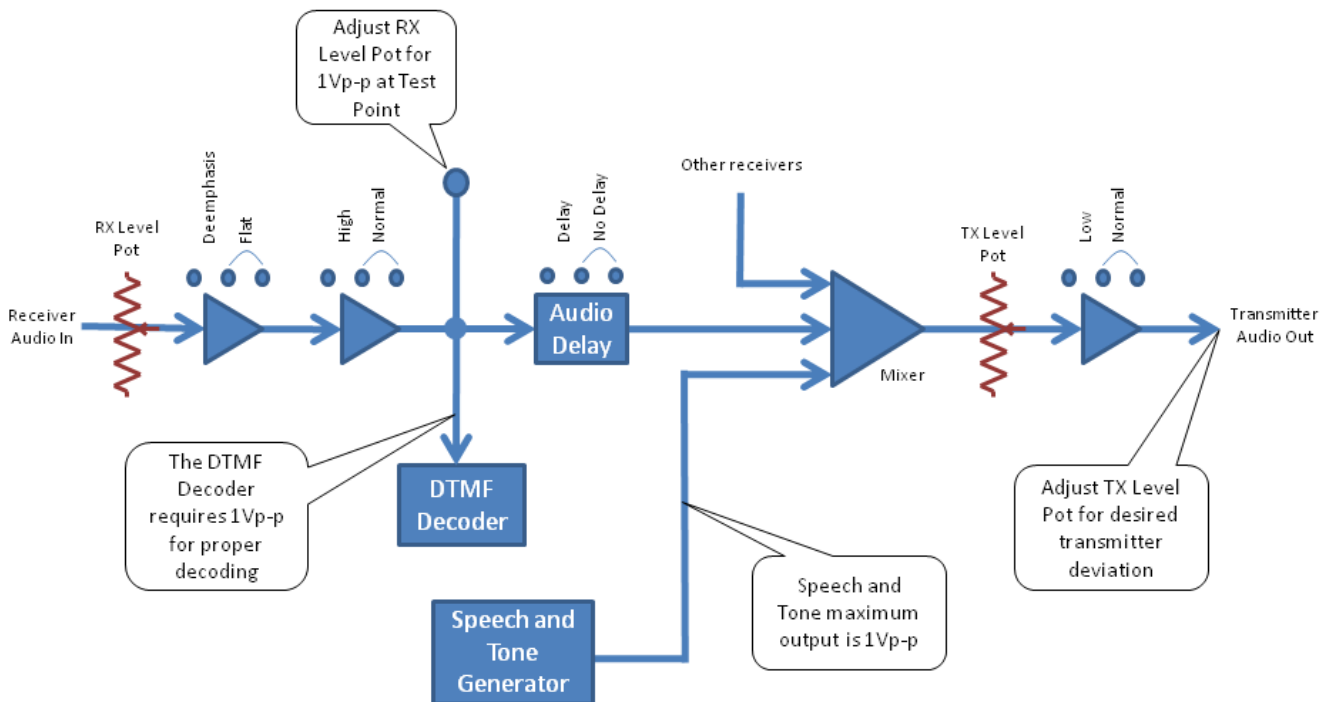 Adjust RX
Level Pot for
1Vp-p at Test
Point
Deemphasis
Flat
High
Normal
Delay
No Delay
Other receivers
Low
Normal
RX Level
Pot
TX Level
Pot
Receiver
Audio In
Audio
Delay
Mixer
Transmitter
Audio Out
The DTMF
Decoder
requires 1Vp-p
for proper
decoding
DTMF
Decoder
Adjust TX Level
Pot for desired
transmitter
deviation
Speech and
Tone
Generator
Speech and
Tone maximum
output is 1Vp-p